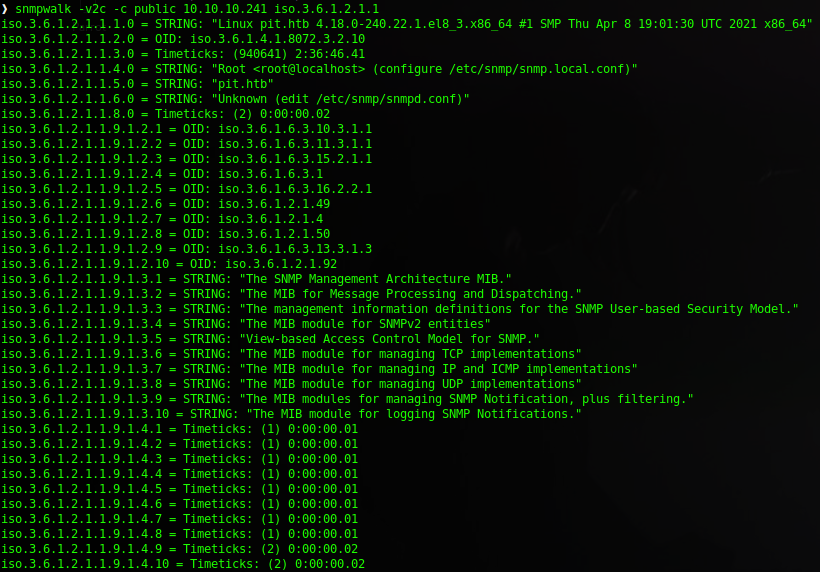 ❯ snmpwalk -v2c -c public 10.10.10.241 iso.3.6.1.2.1.1
iso.3.6.1.2.1.1.1.0 = STRING: "Linux pit.htb 4.18.0-240.22.1.el8_3.x86_64 #1 SMP Thu Apr 8 19:01:30 UTC 2021 x86_64"
iso.3.6.1.2.1.1.2.0 = OID: iso.3.6.1.4.1.8072.3.2.10
iso.3.6.1.2.1.1.3.0 = Timeticks: (940641) 2:36:46.41
iso.3.6.1.2.1.1.4.0 = STRING: "Root <root@localhost> (configure /etc/snmp/snmp.local.conf)"
iso.3.6.1.2.1.1.5.0 = STRING: "pit.htb"
iso.3.6.1.2.1.1.6.0 = STRING: "Unknown (edit /etc/snmp/snmpd.conf)"
iso.3.6.1.2.1.1.8.0 = Timeticks: (2) 0:00:00.02
iso.3.6.1.2.1.1.9.1.2.1 = OID: iso.3.6.1.6.3.10.3.1.1
iso.3.6.1.2.1.1.9.1.2.2 = OID: iso.3.6.1.6.3.11.3.1.1
iso.3.6.1.2.1.1.9.1.2.3 = OID: iso.3.6.1.6.3.15.2.1.1
iso.3.6.1.2.1.1.9.1.2.4 = OID: iso.3.6.1.6.3.1
iso.3.6.1.2.1.1.9.1.2.5 = OID: iso.3.6.1.6.3.16.2.2.1
iso.3.6.1.2.1.1.9.1.2.6 = OID: iso.3.6.1.2.1.49
iso.3.6.1.2.1.1.9.1.2.7 = OID: iso.3.6.1.2.1.4
iso.3.6.1.2.1.1.9.1.2.8 = OID: iso.3.6.1.2.1.50
iso.3.6.1.2.1.1.9.1.2.9 = OID: iso.3.6.1.6.3.13.3.1.3
iso.3.6.1.2.1.1.9.1.2.10 = OID: iso.3.6.1.2.1.92
iso.3.6.1.2.1.1.9.1.3.1 = STRING: "The SNMP Management Architecture MIB."
iso.3.6.1.2.1.1.9.1.3.2 = STRING: "The MIB for Message Processing and Dispatching."
iso.3.6.1.2.1.1.9.1.3.3 = STRING: "The management information definitions for the SNMP User-based Security Model."
iso.3.6.1.2.1.1.9.1.3.4 = STRING: "The MIB module for SNMPv2 entities"
iso.3.6.1.2.1.1.9.1.3.5 = STRING: "View-based Access Control Model for SNMP."
iso.3.6.1.2.1.1.9.1.3.6 = STRING: "The MIB module for managing TCP implementations"
iso.3.6.1.2.1.1.9.1.3.7 = STRING: "The MIB module for managing IP and ICMP implementations"
iso.3.6.1.2.1.1.9.1.3.8 = STRING: "The MIB module for managing UDP implementations"
iso.3.6.1.2.1.1.9.1.3.9 = STRING: "The MIB modules for managing SNMP Notification, plus filtering."
iso.3.6.1.2.1.1.9.1.3.10 = STRING: "The MIB module for logging SNMP Notifications."
iso.3.6.1.2.1.1.9.1.4.1 = Timeticks: (1) 0:00:00.01
iso.3.6.1.2.1.1.9.1.4.2 = Timeticks: (1) 0:00:00.01
iso.3.6.1.2.1.1.9.1.4.3 = Timeticks: (1) 0:00:00.01
iso.3.6.1.2.1.1.9.1.4.4 = Timeticks: (1) 0:00:00.01
iso.3.6.1.2.1.1.9.1.4.5 = Timeticks: (1) 0:00:00.01
iso.3.6.1.2.1.1.9.1.4.6 = Timeticks: (1) 0:00:00.01
iso.3.6.1.2.1.1.9.1.4.7 = Timeticks: (1) 0:00:00.01
iso.3.6.1.2.1.1.9.1.4.8 = Timeticks: (1) 0:00:00.01
iso.3.6.1.2.1.1.9.1.4.9 = Timeticks: (2) 0:00:00.02
iso.3.6.1.2.1.1.9.1.4.10 = Timeticks: (2) 0:00:00.02